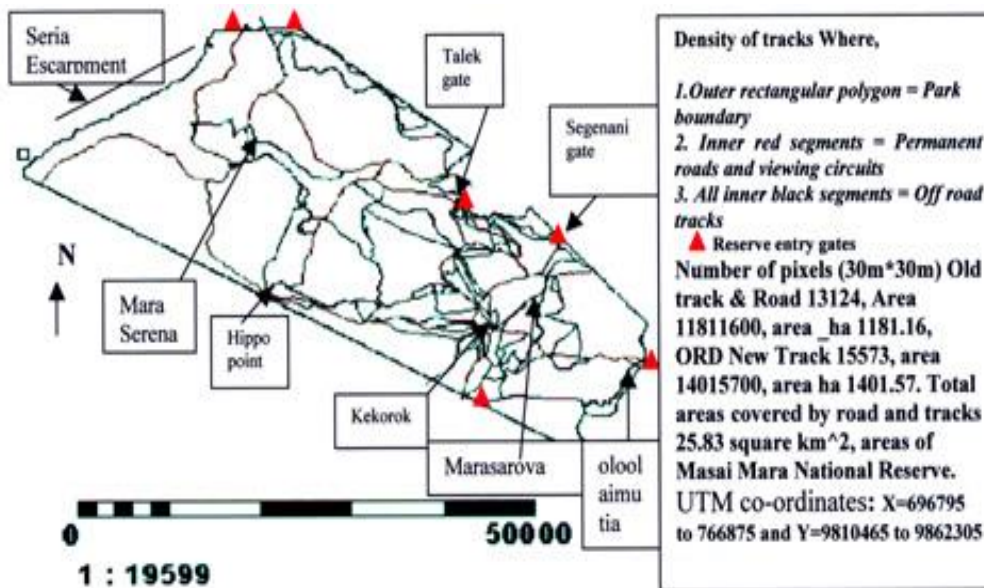 Seria
Escarpment
Talek
gate
Segenani
gate
N
Mara
Serena
Hippo
point
Kekorok
Marasarova
olool
aimu
tia
0
50000
1 : 19599
Density of tracks Where,
1.Outer rectangular polygon = Park
boundary
2. Inner red segments = Permanent
roads and viewing circuits
3. All inner black segments = Off road
tracks
Reserve entry gates
Number of pixels (30m*30m) Old
track & Road 13124, Area
11811600, area _ha 1181.16,
ORD New Track 15573, area
14015700, area ha 1401.57. Total
areas covered by road and tracks
25.83 square km^2, areas of
Masai Mara National Reserve.
UTM co-ordinates: X=696795
to 766875 and Y=9810465 to 9862305